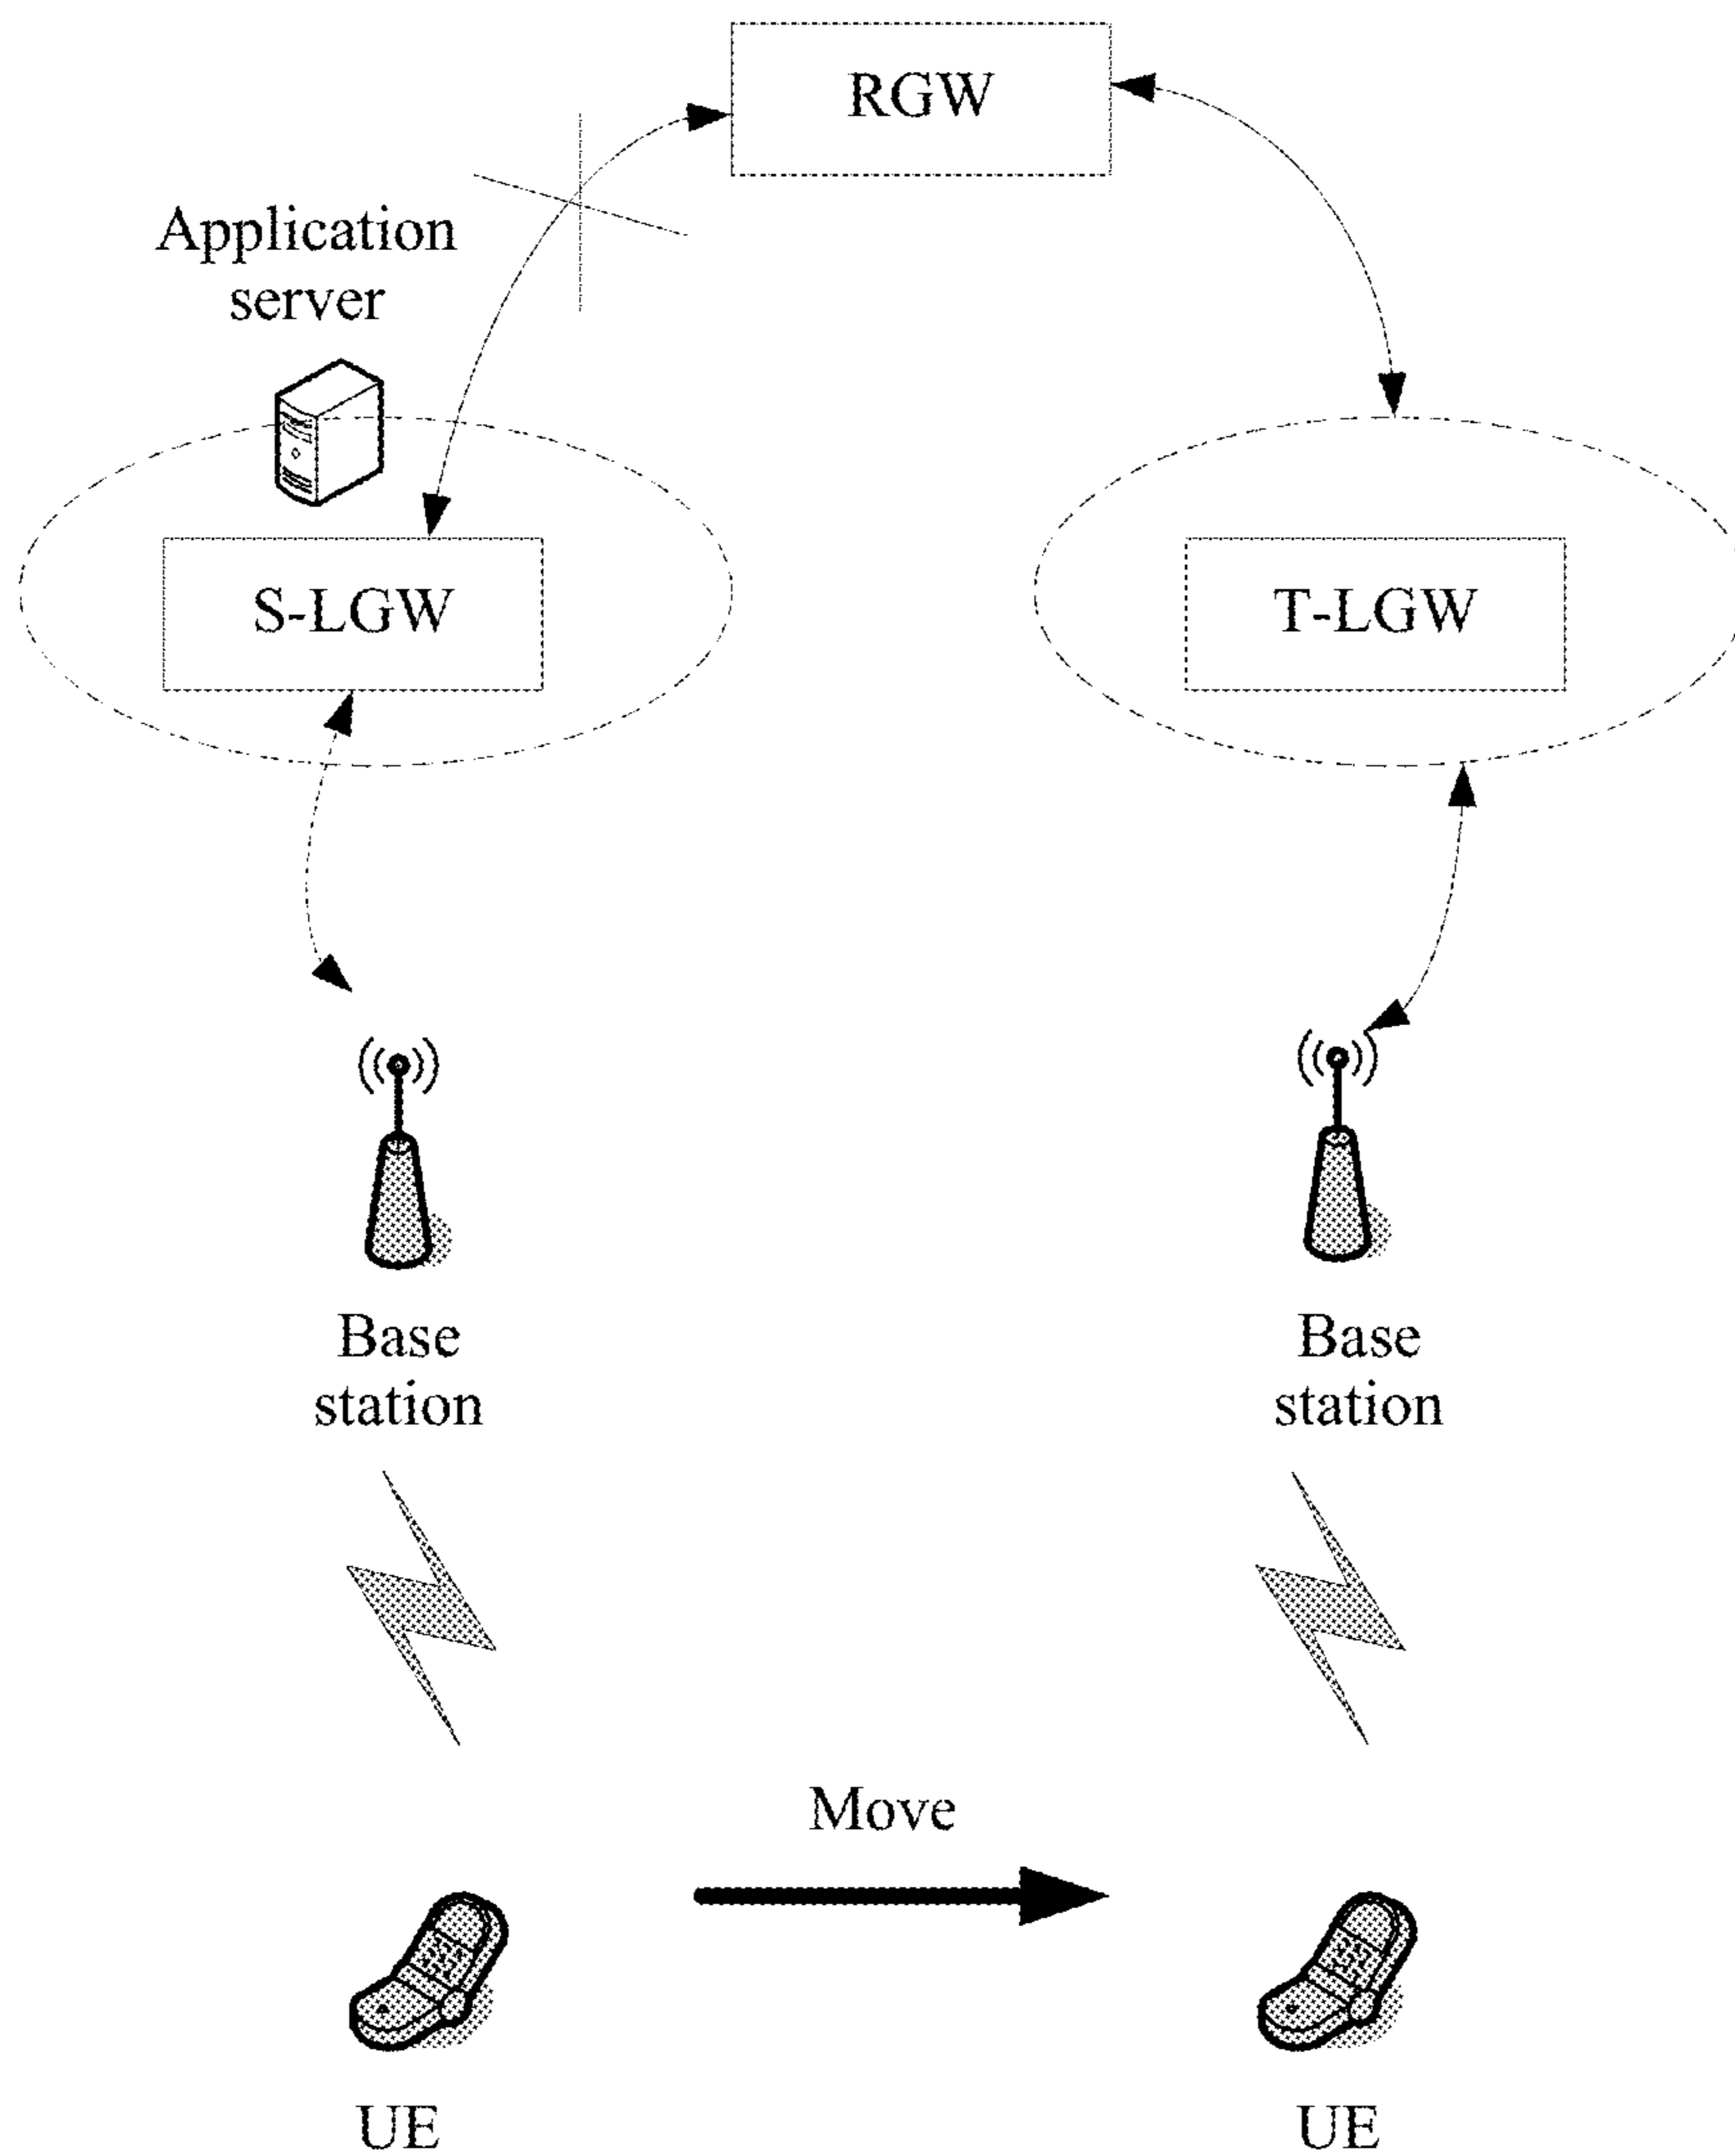 RGW
Application
server
S-LGW
T-LGW
Base
station
Base
station
Move
UE
UE